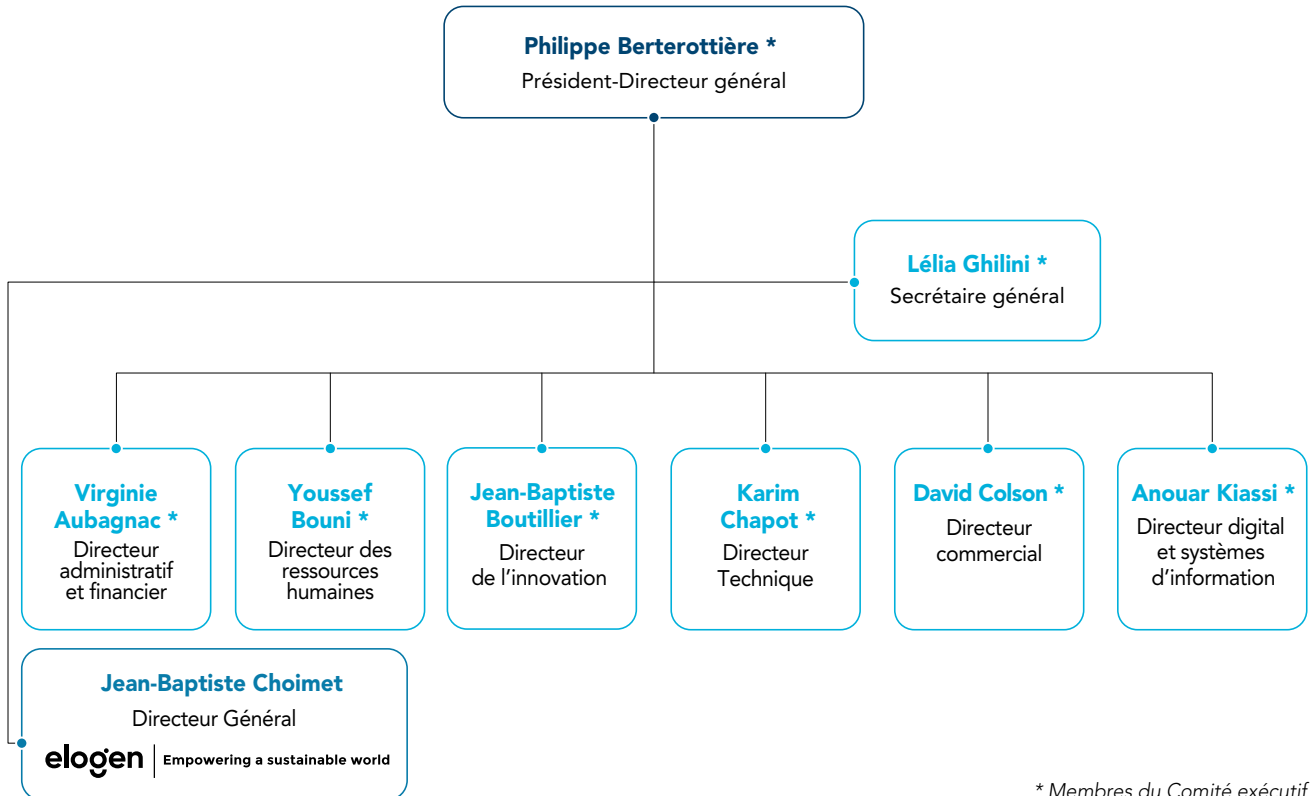 Philippe Berterottière *
Président-Directeur général
Lélia Ghilini *
Secrétaire général
Virginie
Aubagnac *
Directeur
administratif
et financier
Youssef
Bouni *
Directeur des
ressources
humaines
Jean-Baptiste
Boutillier *
Directeur
de l’innovation
Karim
Chapot *
Directeur
Technique
David Colson *
Directeur
commercial
Anouar Kiassi *
Directeur digital
et systèmes
d’information
Jean-Baptiste Choimet
Directeur Général
elogen | Empowering a sustainable world
* Membres du Comité exécutif.